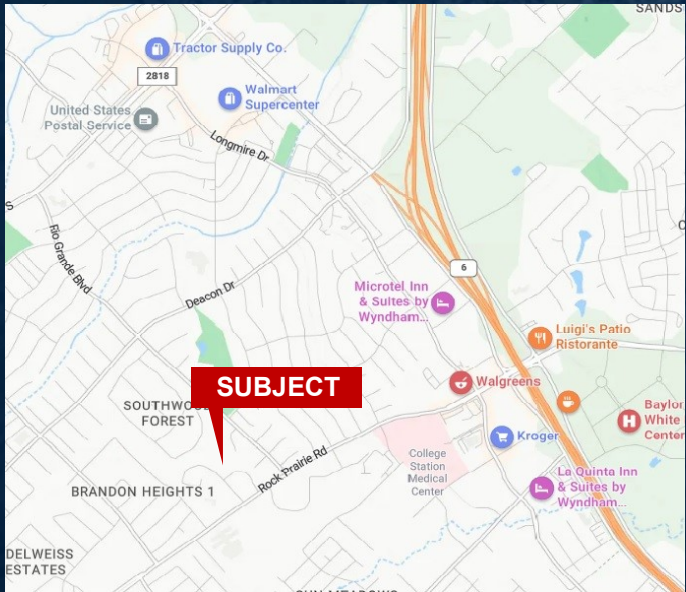 SANDS
Tractor Supply Co.
2818
Walmart
Supercenter
United States
Postal Service
Longmire Dr
S
Rio Grande Blvd
6
Deacon Dr
Microtel Inn
& Suites by
Wyndham...
Luigi's Patio
Ristorante
SUBJECT
Walgreens
SOUTHWOOD
FOREST
Baylor
White
Center
Kroger
Rock Prairie Rd
College
Station
Medical
Center
La Quinta Inn
& Suites by
Wyndham...
BRANDON HEIGHTS 1
DELWEISS
ESTATES